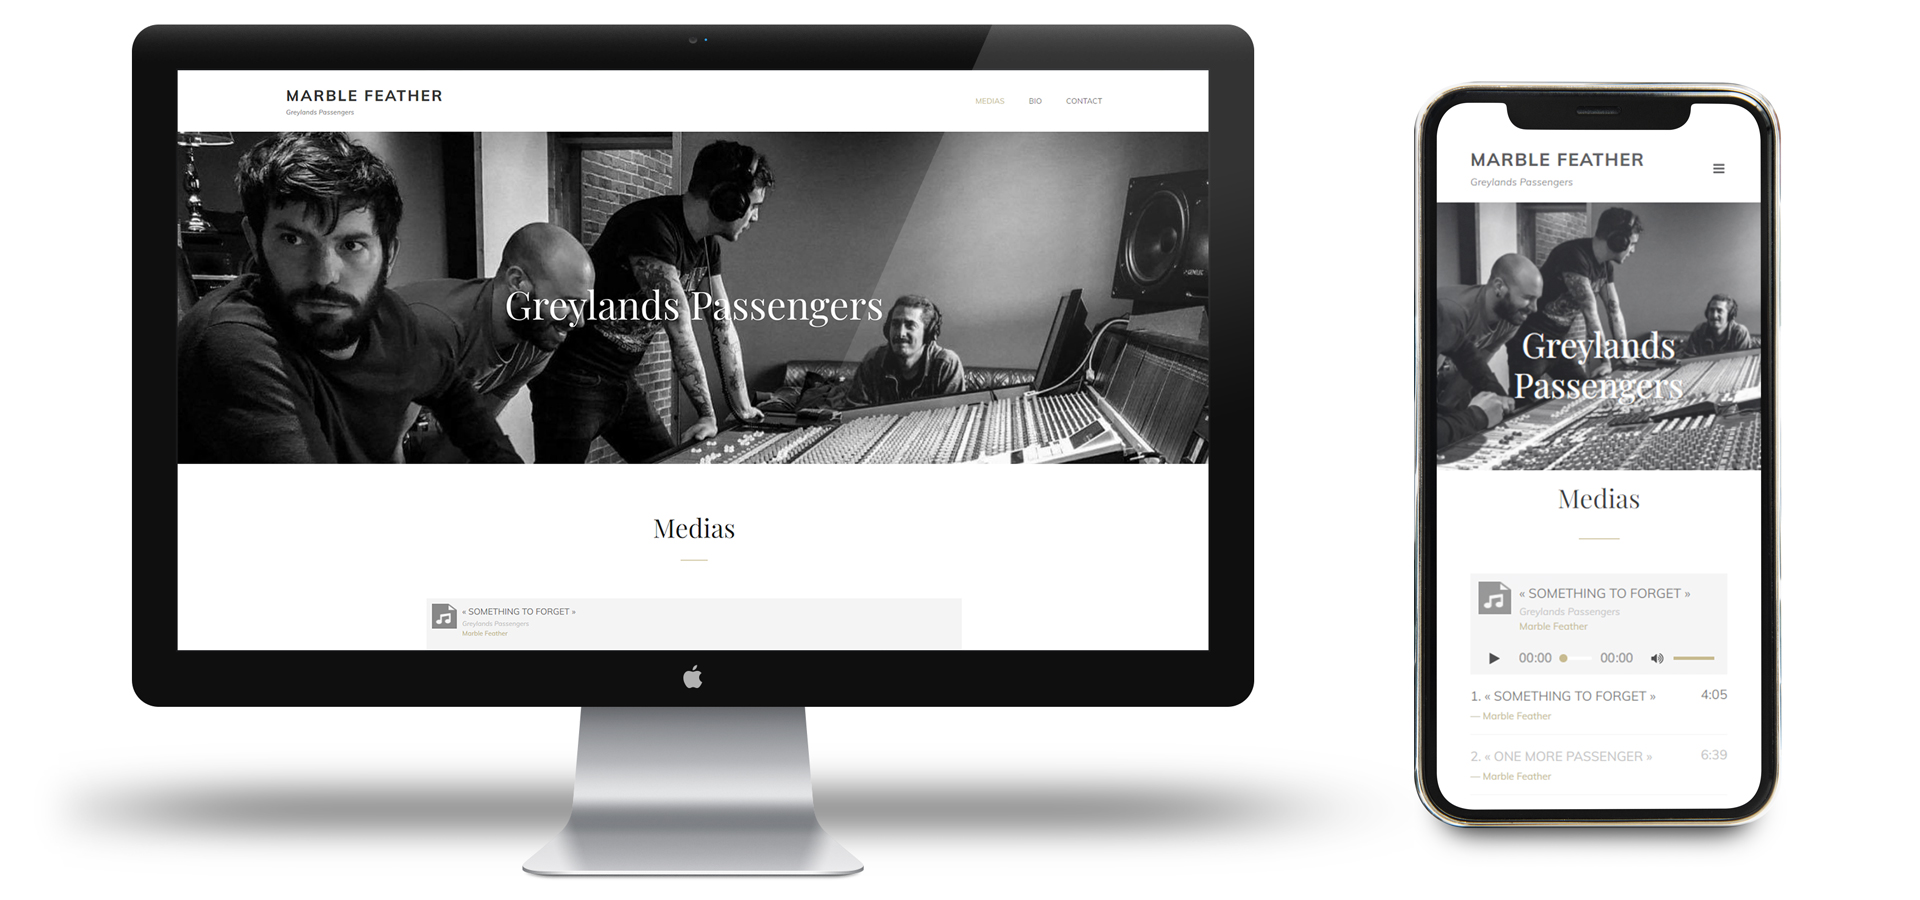 MARBLE FEATHER
Greylands Passengers
MEDIAS BIO CONTACT
Greylands Passengers
Medias
« SOMETHING TO FORGET »
Greylands Passengers
Marble Feather
MARBLE FEATHER
Greylands Passengers
Greylands
Passengers
Medias
« SOMETHING TO FORGET »
Greylands Passengers
Marble Feather
00:00 00:00
1. « SOMETHING TO FORGET » 4:05
— Marble Feather
2. « ONE MORE PASSENGER » 6:39
— Marble Feather